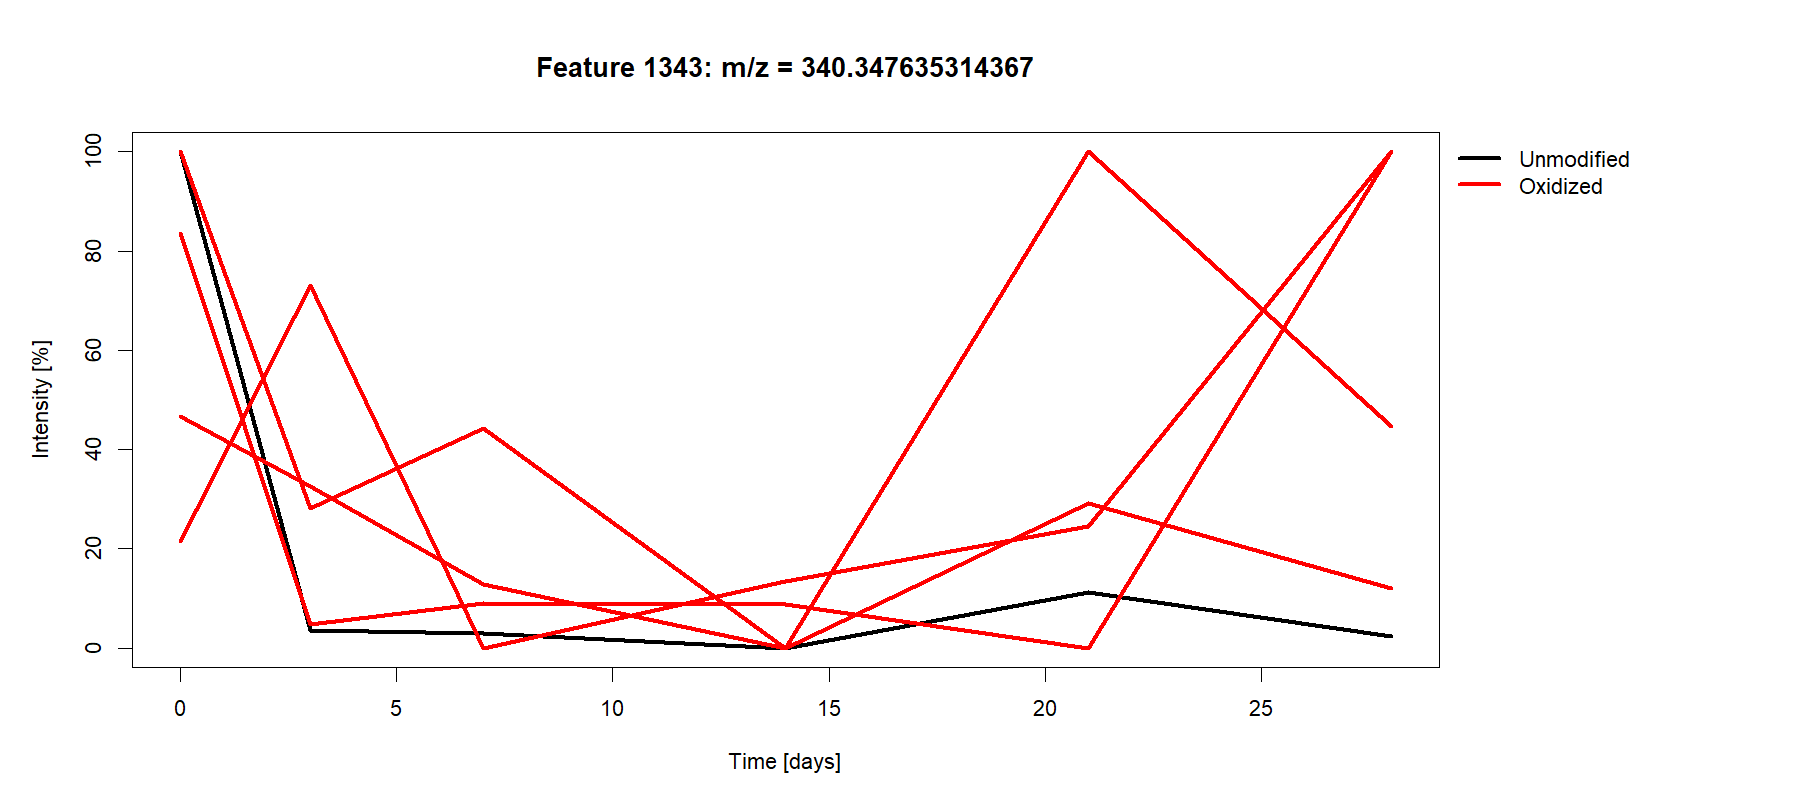 Feature 1343: m/z = 340.347635314367
Unmodified
Oxidized
Intensity [%]
100
80
60
40
20
0
0 5 10 15 20 25
Time [days]